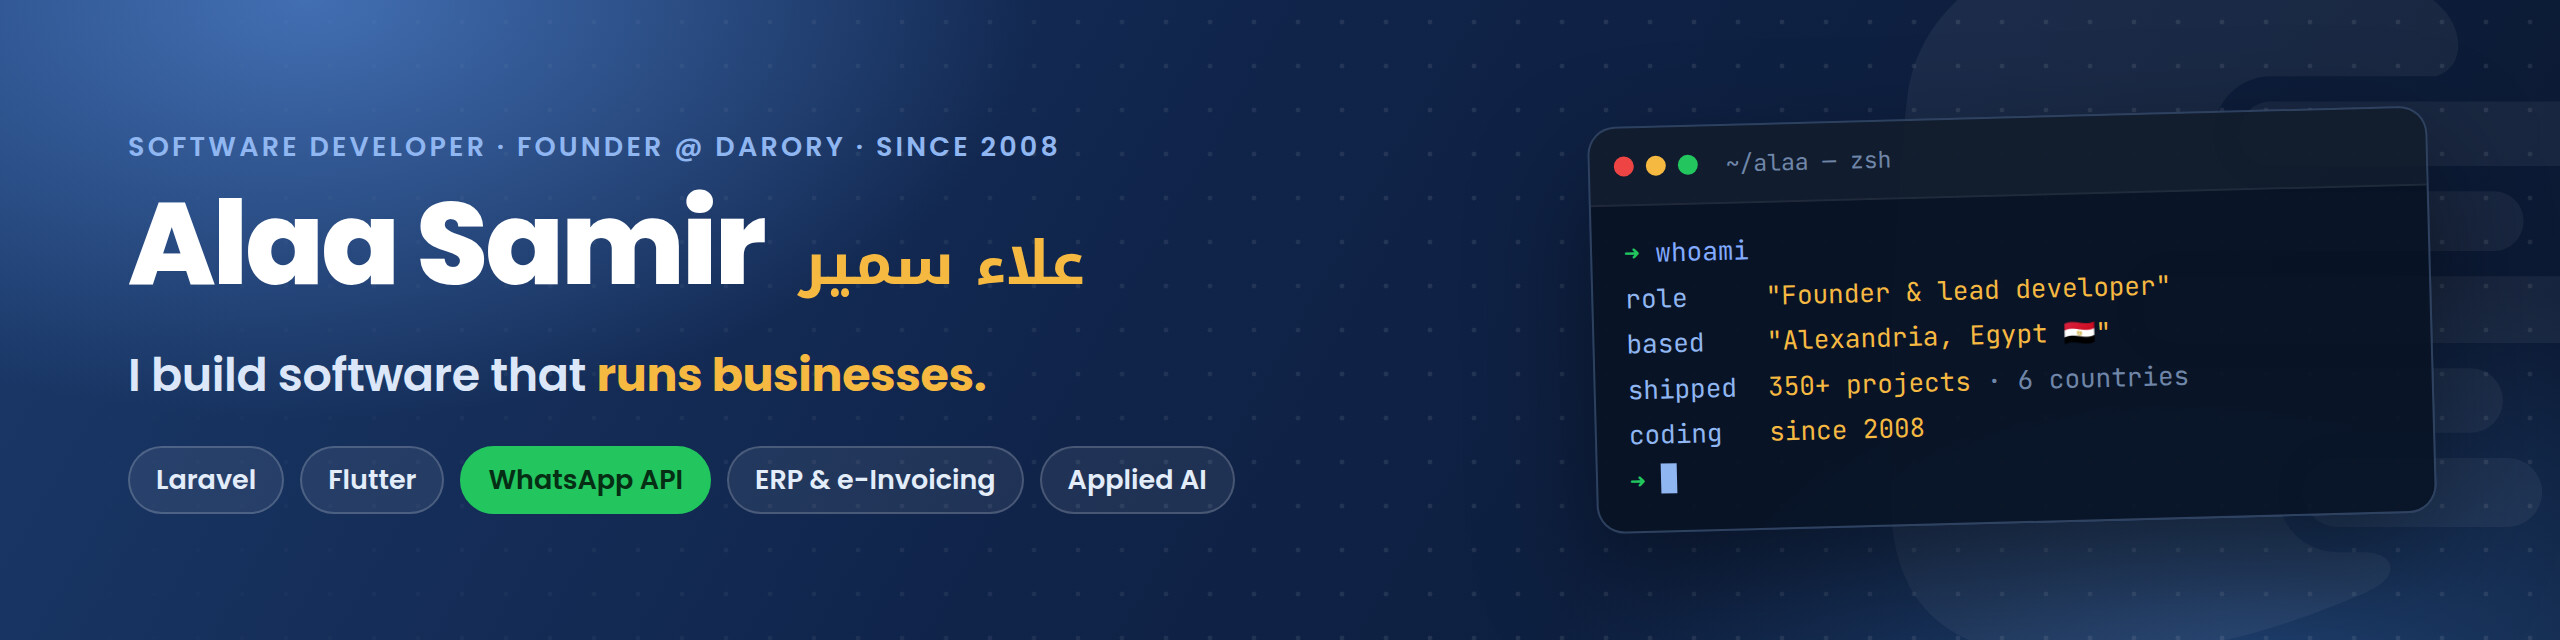 SOFTWARE DEVELOPER · FOUNDER @ DARORY · SINCE 2008
Alaa Samir علاء سمير
I build software that runs businesses.
Laravel Flutter WhatsApp API ERP & e-Invoicing Applied AI
~/alaa — zsh
➜ whoami
role "Founder & lead developer"
based "Alexandria, Egypt 🇪🇬"
shipped 350+ projects · 6 countries
coding since 2008
➜